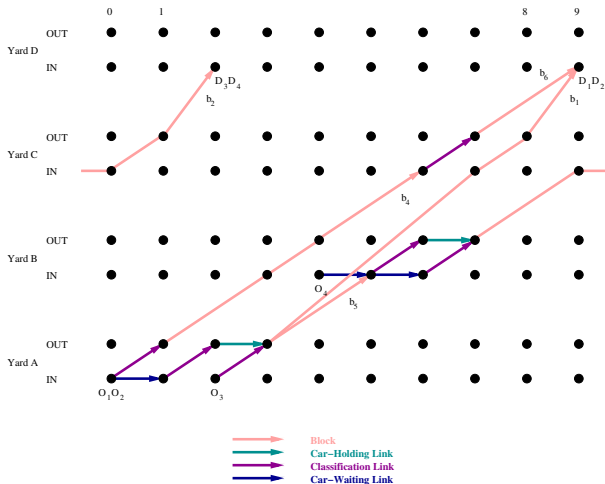 0 1 8 9
OUT
Yard D
IN
D3D4
b2
b6
D1D2
b1
OUT
Yard C
IN
b4
OUT
Yard B
IN
O4
b5
OUT
Yard A
IN
O1O2
O3
Block
Car-Holding Link
Classification Link
Car-Waiting Link